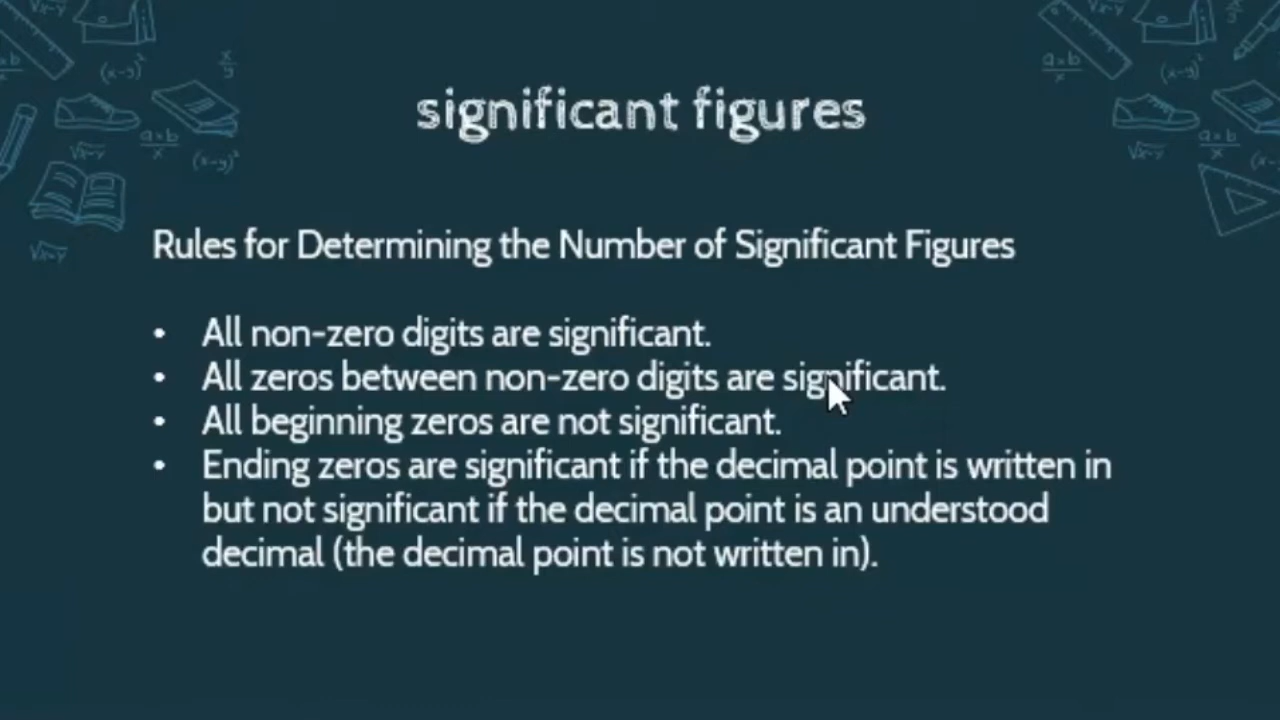 significant figures
Rules for Determining the Number of Significant Figures
• All non-zero digits are significant.
• All zeros between non-zero digits are significant.
• All beginning zeros are not significant.
• Ending zeros are significant if the decimal point is written in
but not significant if the decimal point is an understood
decimal (the decimal point is not written in).